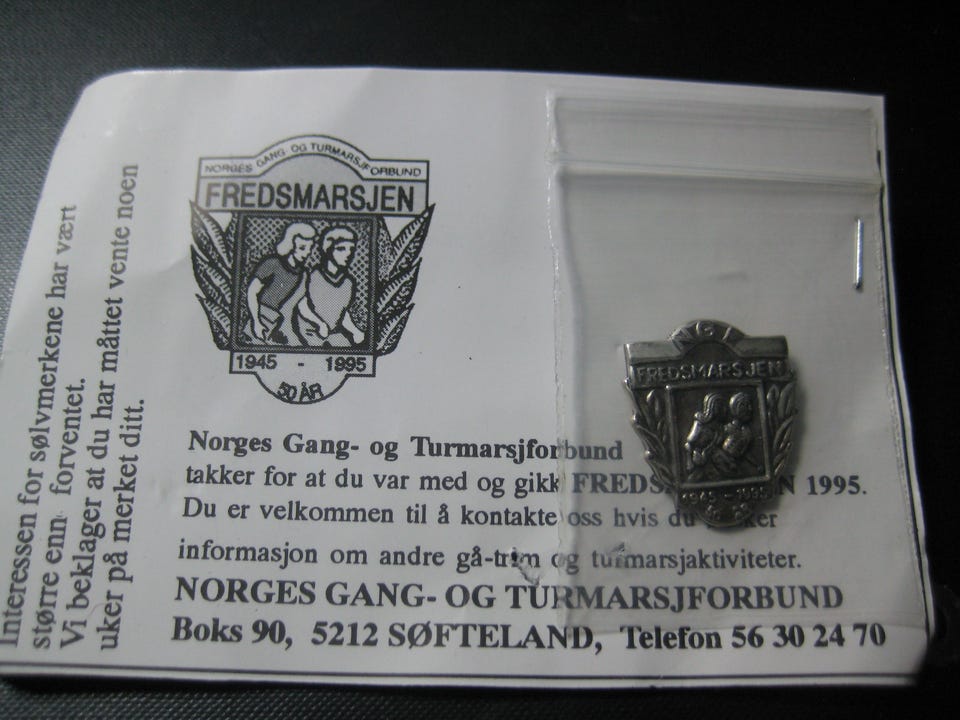 Interessen for sølvmerkene har vært
større enn forventet.
Vi beklager at du har måttet vente noen
uker på merket ditt.
NORGES GANG- OG TURMARSJFORBUND
FREDSMARSJEN
1945 - 1995
50 ÅR
Norges Gang- og Turmarsjforbund
takker for at du var med og gikk FREDS N 1995.
Du er velkommen til å kontakte oss hvis du
informasjon om andre gå-trim og turmarsjaktiviteter.
NORGES GANG- OG TURMARSJFORBUND
Boks 90, 5212 SØFTELAND, Telefon 56 30 24 70
FREDSMARSJEN
1945 - 1995